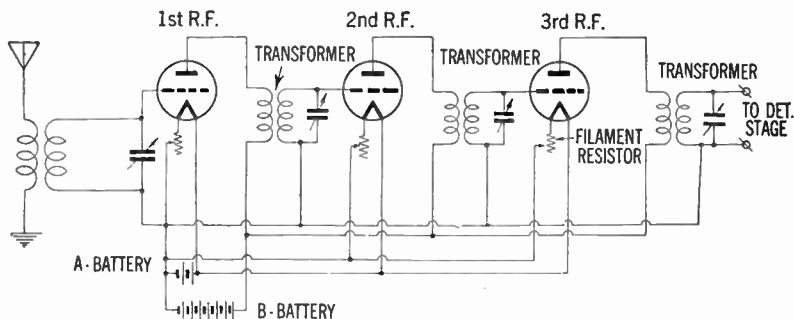 1st R.F.
2nd R.F.
3rd R.F.
TRANSFORMER
TRANSFORMER
TRANSFORMER
TO DET.
STAGE
FILAMENT
RESISTOR
A-BATTERY
B-BATTERY